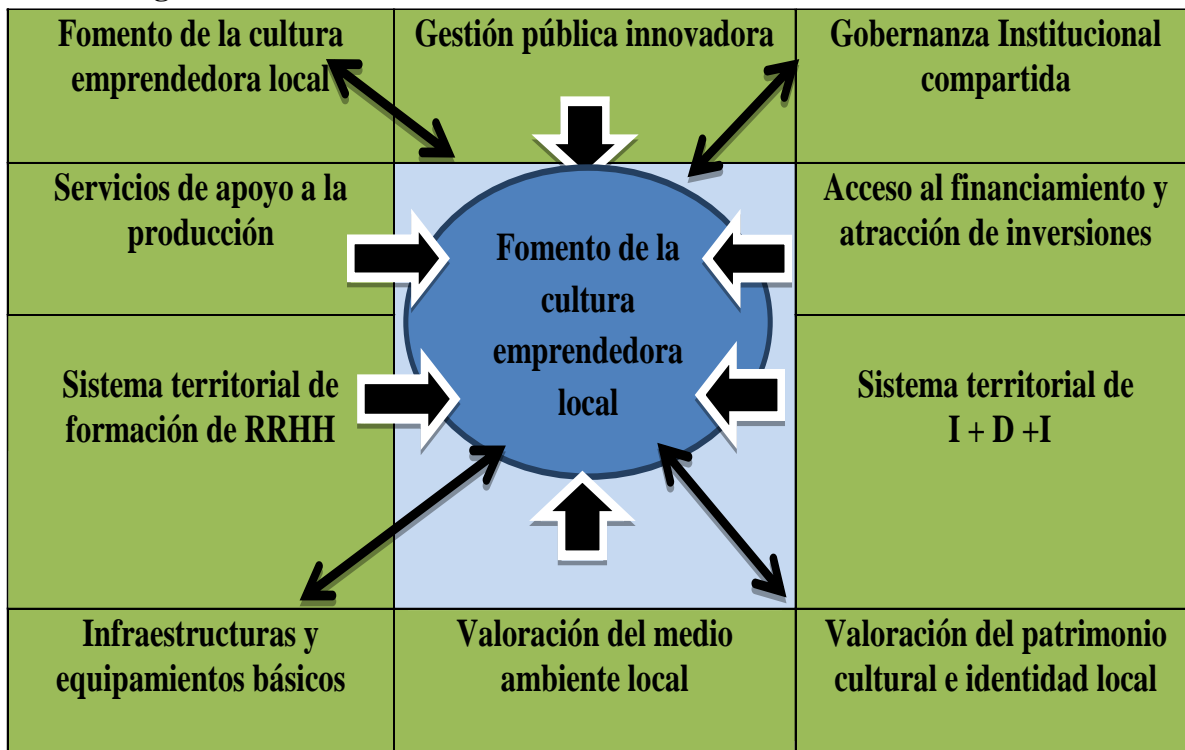 Fomento de la cultura
emprendedora local
Gestión pública innovadora
Gobernanza Institucional
compartida
Servicios de apoyo a la
producción
Fomento de la
cultura
emprendedora
local
Acceso al financiamiento y
atracción de inversiones
Sistema territorial de
formación de RRHH
Sistema territorial de
I + D +I
Infraestructuras y
equipamientos básicos
Valoración del medio
ambiente local
Valoración del patrimonio
cultural e identidad local